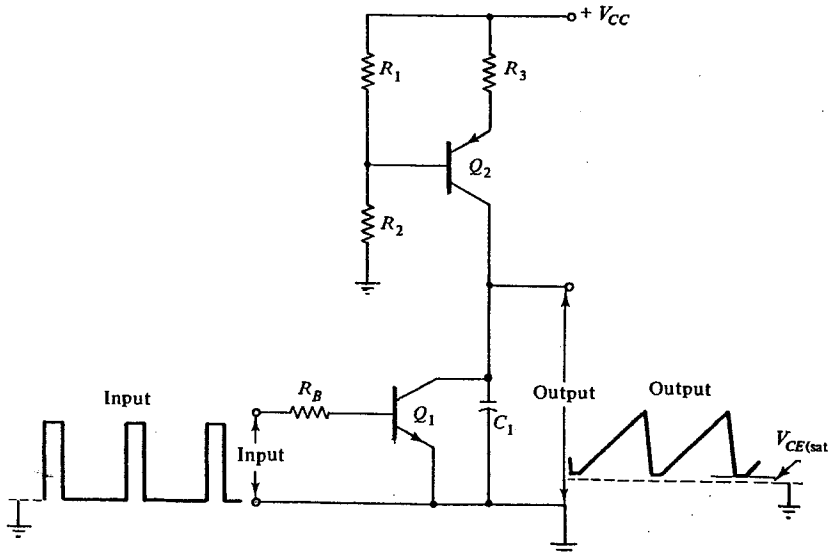 + V_CC
R_1
R_3
Q_2
R_2
Input
R_B
Q_1
C_1
Input
Output
Output
V_CE(sat